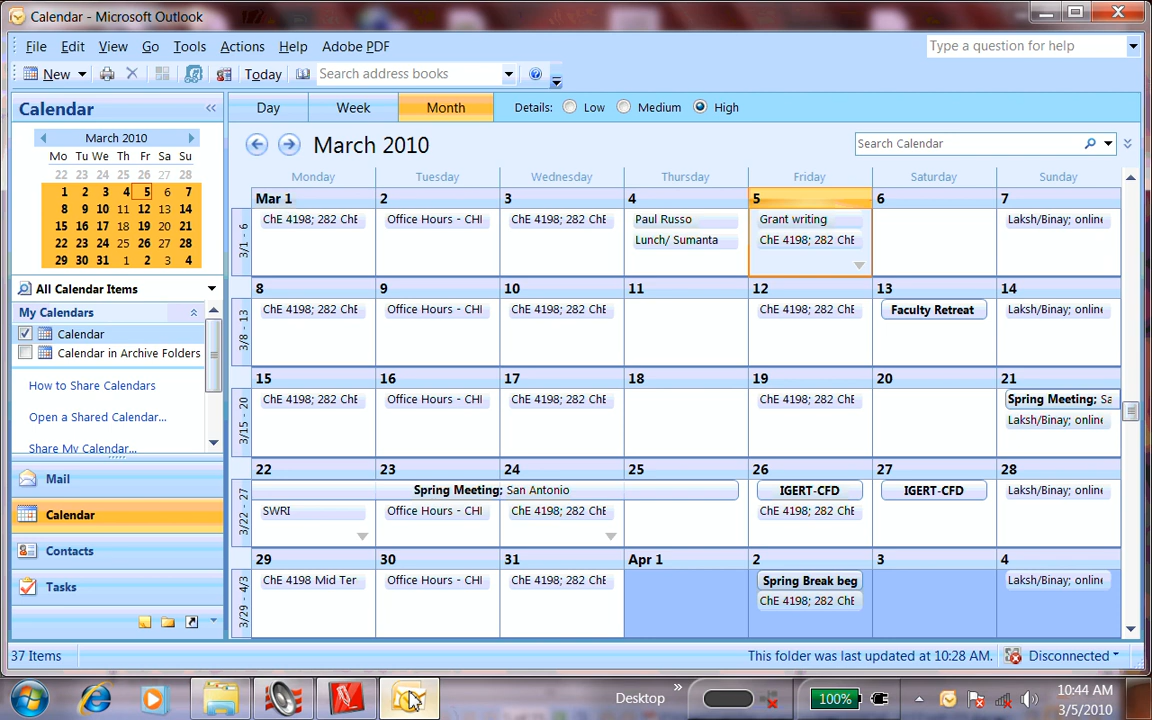 Calendar - Microsoft Outlook
File Edit View Go Tools Actions Help Adobe PDF
Type a question for help
New Today Search address books
Calendar «
Day Week Month Details: Low Medium High
March 2010
March 2010
Search Calendar
Mo Tu We Th Fr Sa Su
22 23 24 25 26 27 28
1 2 3 4 5 6 7
8 9 10 11 12 13 14
15 16 17 18 19 20 21
22 23 24 25 26 27 28
29 30 31 1 2 3 4
All Calendar Items
My Calendars
Calendar
Calendar in Archive Folders
How to Share Calendars
Open a Shared Calendar...
Share My Calendar...
Mail
Calendar
Contacts
Tasks
Monday Tuesday Wednesday Thursday Friday Saturday Sunday
3/1 - 6
Mar 1 2 3 4 5 6 7
ChE 4198; 282 ChE Office Hours - CHI ChE 4198; 282 ChE Paul Russo Grant writing Laksh/Binay; online
Lunch/ Sumanta ChE 4198; 282 ChE
3/8 - 13
8 9 10 11 12 13 14
ChE 4198; 282 ChE Office Hours - CHI ChE 4198; 282 ChE ChE 4198; 282 ChE Faculty Retreat Laksh/Binay; online
3/15 - 20
15 16 17 18 19 20 21
ChE 4198; 282 ChE Office Hours - CHI ChE 4198; 282 ChE ChE 4198; 282 ChE Spring Meeting; Sa
Laksh/Binay; online
3/22 - 27
22 23 24 25 26 27 28
Spring Meeting; San Antonio IGERT-CFD IGERT-CFD Laksh/Binay; online
SWRI Office Hours - CHI ChE 4198; 282 ChE ChE 4198; 282 ChE
3/29 - 4/3
29 30 31 Apr 1 2 3 4
ChE 4198 Mid Ter Office Hours - CHI ChE 4198; 282 ChE Spring Break beg Laksh/Binay; online
ChE 4198; 282 ChE
37 Items
This folder was last updated at 10:28 AM. Disconnected
Desktop »
100%
10:44 AM
3/5/2010